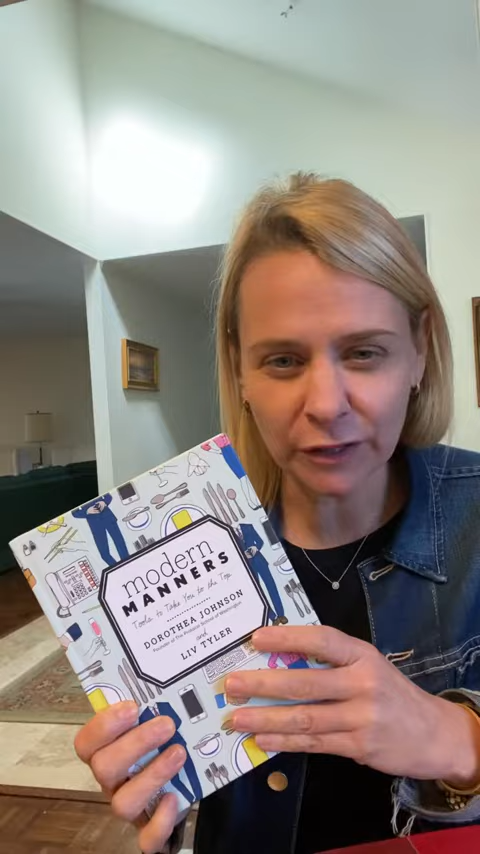 modern
MANNERS
Tools to Take You to the Top
DOROTHEA JOHNSON
Founder of The Protocol School of Washington
and
LIV TYLER